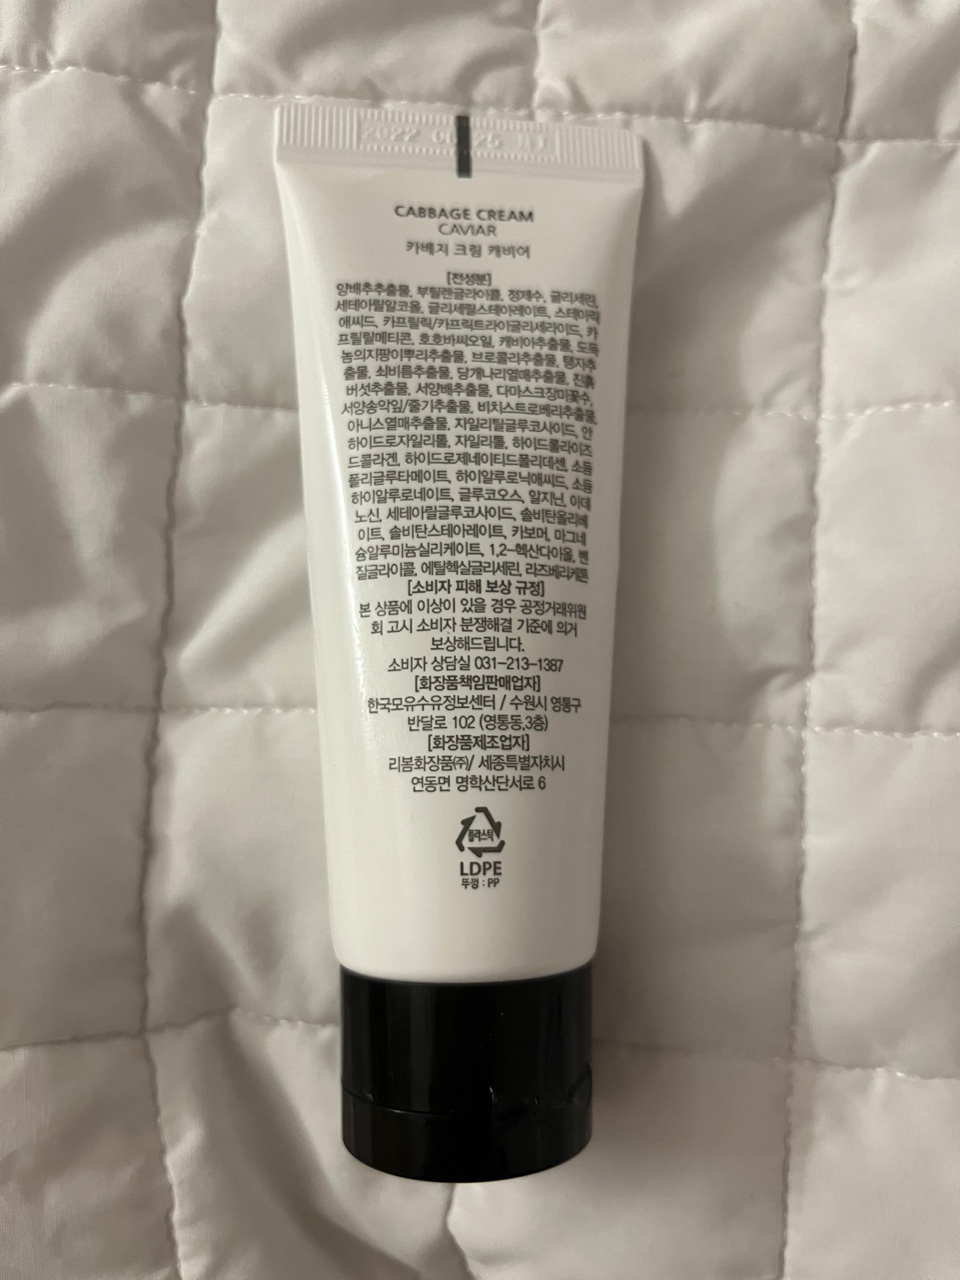 2022
CABBAGE CREAM
CAVIAR
카베지 크림 캐비어
[전성분]
양배추추출물, 부틸렌글라이콜, 정제수, 글리세린,
세테아릴알코올, 글리세릴스테아레이트, 스테아릭
애씨드, 카프릴릭/카프릭트라이글리세라이드, 카
프릴릴메티콘, 호호바씨오일, 캐비아추출물, 도둑
놈의지팡이뿌리추출물, 브로콜리추출물, 탱자추
출물, 쇠비름추출물, 당개나리열매추출물, 진흙
버섯추출물, 서양배추출물, 다마스크장미꽃수,
서양송악잎/줄기추출물, 비치스트로베리추출물,
아니스열매추출물, 자일리틸글루코사이드, 안
하이드로자일리톨, 자일리톨, 하이드롤라이즈
드콜라겐, 하이드로제네이티드폴리데센, 소듐
폴리글루타메이트, 하이알루로닉애씨드, 소듐
하이알루로네이트, 글루코오스, 알지닌, 아데
노신, 세테아릴글루코사이드, 솔비탄올리베
이트, 솔비탄스테아레이트, 카보머, 마그네
슘알루미늄실리케이트, 1,2-헥산다이올, 벤
질글라이콜, 에틸헥실글리세린, 라즈베리케톤
[소비자 피해 보상 규정]
본 상품에 이상이 있을 경우 공정거래위원
회 고시 소비자 분쟁해결 기준에 의거
보상해드립니다.
소비자 상담실 031-213-1387
[화장품책임판매업자]
한국모유수유정보센터 / 수원시 영통구
반달로 102 (영통동,3층)
[화장품제조업자]
리봄화장품㈜/ 세종특별자치시
연동면 명학산단서로 6
플라스틱
LDPE
뚜껑 : PP